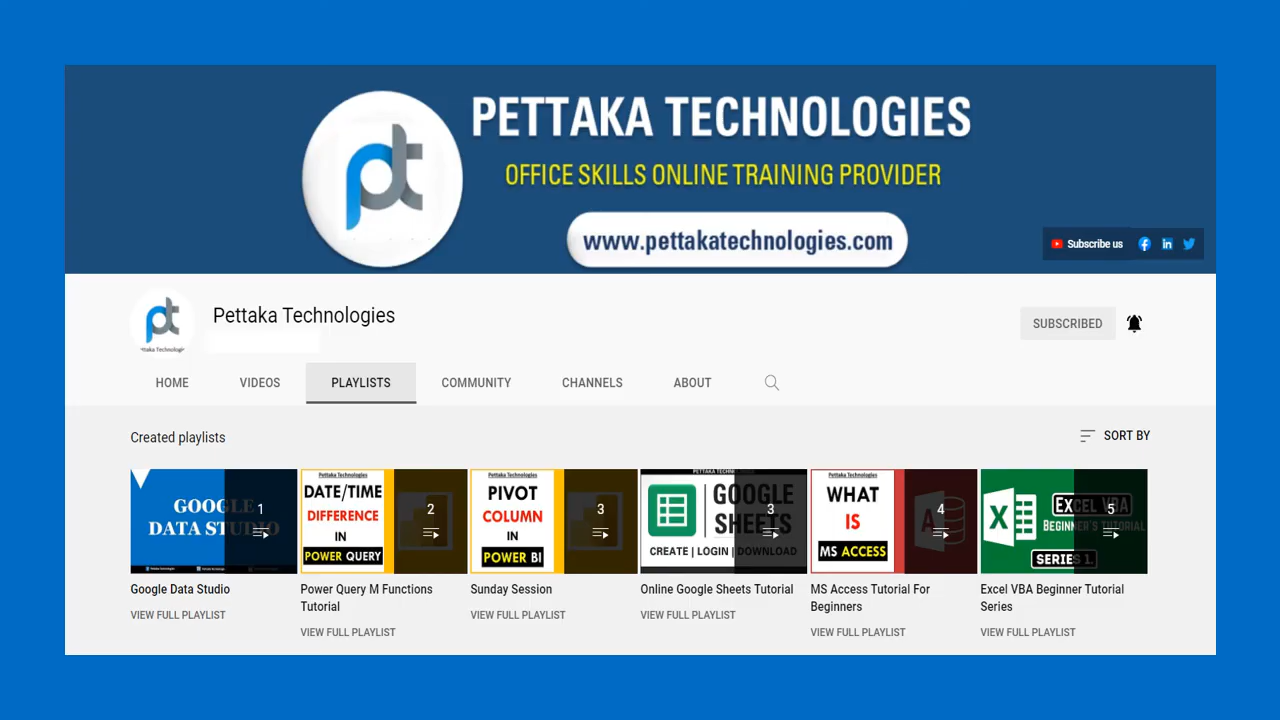 PETTAKA TECHNOLOGIES
OFFICE SKILLS ONLINE TRAINING PROVIDER
www.pettakatechnologies.com
Subscribe us
Pettaka Technologies
SUBSCRIBED
HOME
VIDEOS
PLAYLISTS
COMMUNITY
CHANNELS
ABOUT
Created playlists
SORT BY
GOOGLE
DATA STUDIO
1
Google Data Studio
VIEW FULL PLAYLIST
Pettaka Technologies
DATE/TIME
DIFFERENCE
IN
POWER QUERY
2
Power Query M Functions
Tutorial
VIEW FULL PLAYLIST
Pettaka Technologies
PIVOT
COLUMN
IN
POWER BI
3
Sunday Session
VIEW FULL PLAYLIST
PETTAKA TECHNOLOGIES
GOOGLE
SHEETS
CREATE | LOGIN | DOWNLOAD
3
Online Google Sheets Tutorial
VIEW FULL PLAYLIST
Pettaka Technologies
WHAT
IS
MS ACCESS
4
MS Access Tutorial For
Beginners
VIEW FULL PLAYLIST
EXCEL VBA
BEGINNER'S TUTORIAL
SERIES 1.
5
Excel VBA Beginner Tutorial
Series
VIEW FULL PLAYLIST